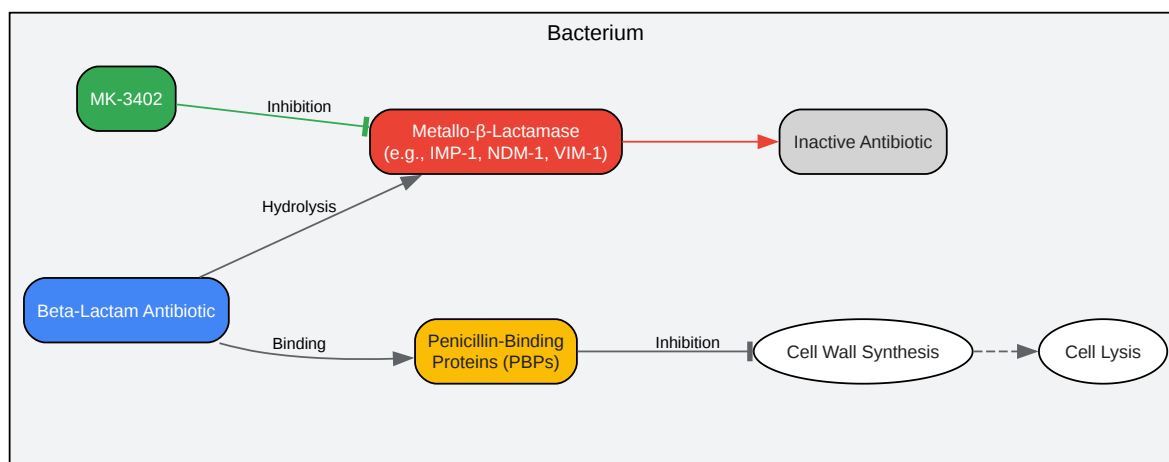 Bacterium
MK-3402
Inhibition
Metallo-β-Lactamase
(e.g., IMP-1, NDM-1, VIM-1)
Inactive Antibiotic
Hydrolysis
Beta-Lactam Antibiotic
Binding
Penicillin-Binding
Proteins (PBPs)
Inhibition
Cell Wall Synthesis
Cell Lysis